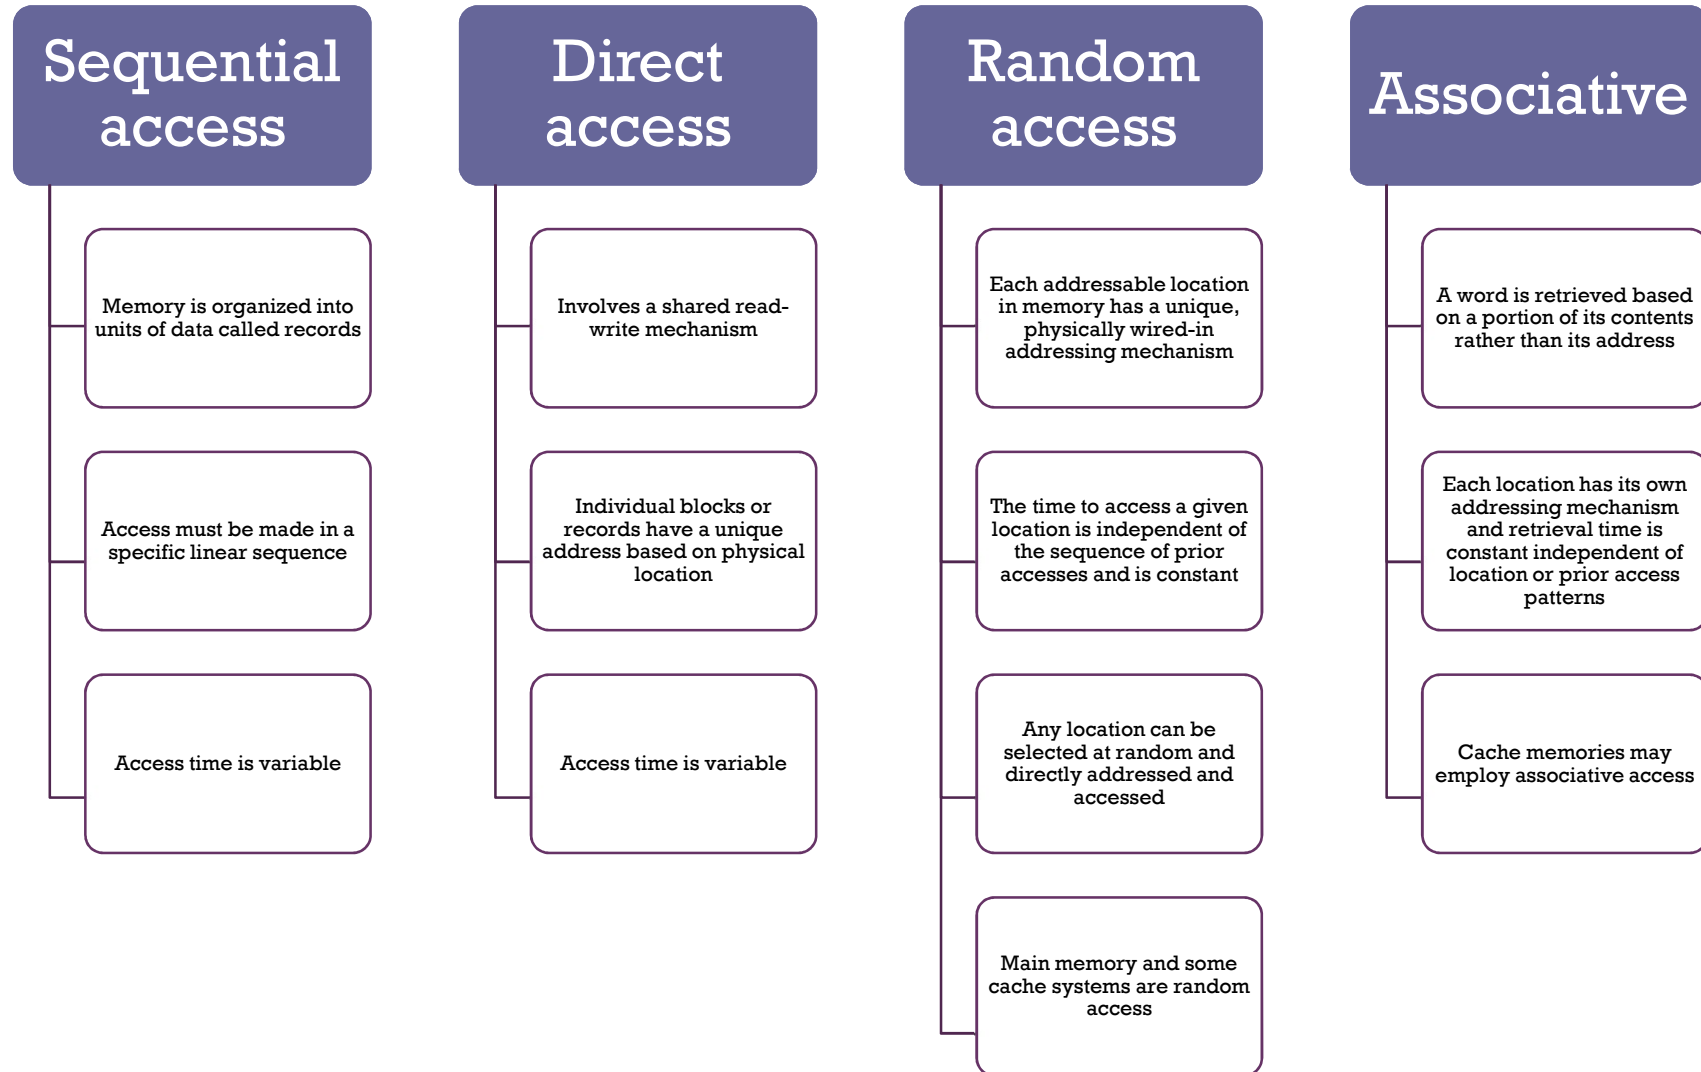 Sequential
access
Memory is organized into
units of data called records
Access must be made in a
specific linear sequence
Access time is variable
Direct
access
Involves a shared read-
write mechanism
Individual blocks or
records have a unique
address based on physical
location
Access time is variable
Random
access
Each addressable location
in memory has a unique,
physically wired-in
addressing mechanism
The time to access a given
location is independent of
the sequence of prior
accesses and is constant
Any location can be
selected at random and
directly addressed and
accessed
Main memory and some
cache systems are random
access
Associative
A word is retrieved based
on a portion of its contents
rather than its address
Each location has its own
addressing mechanism
and retrieval time is
constant independent of
location or prior access
patterns
Cache memories may
employ associative access